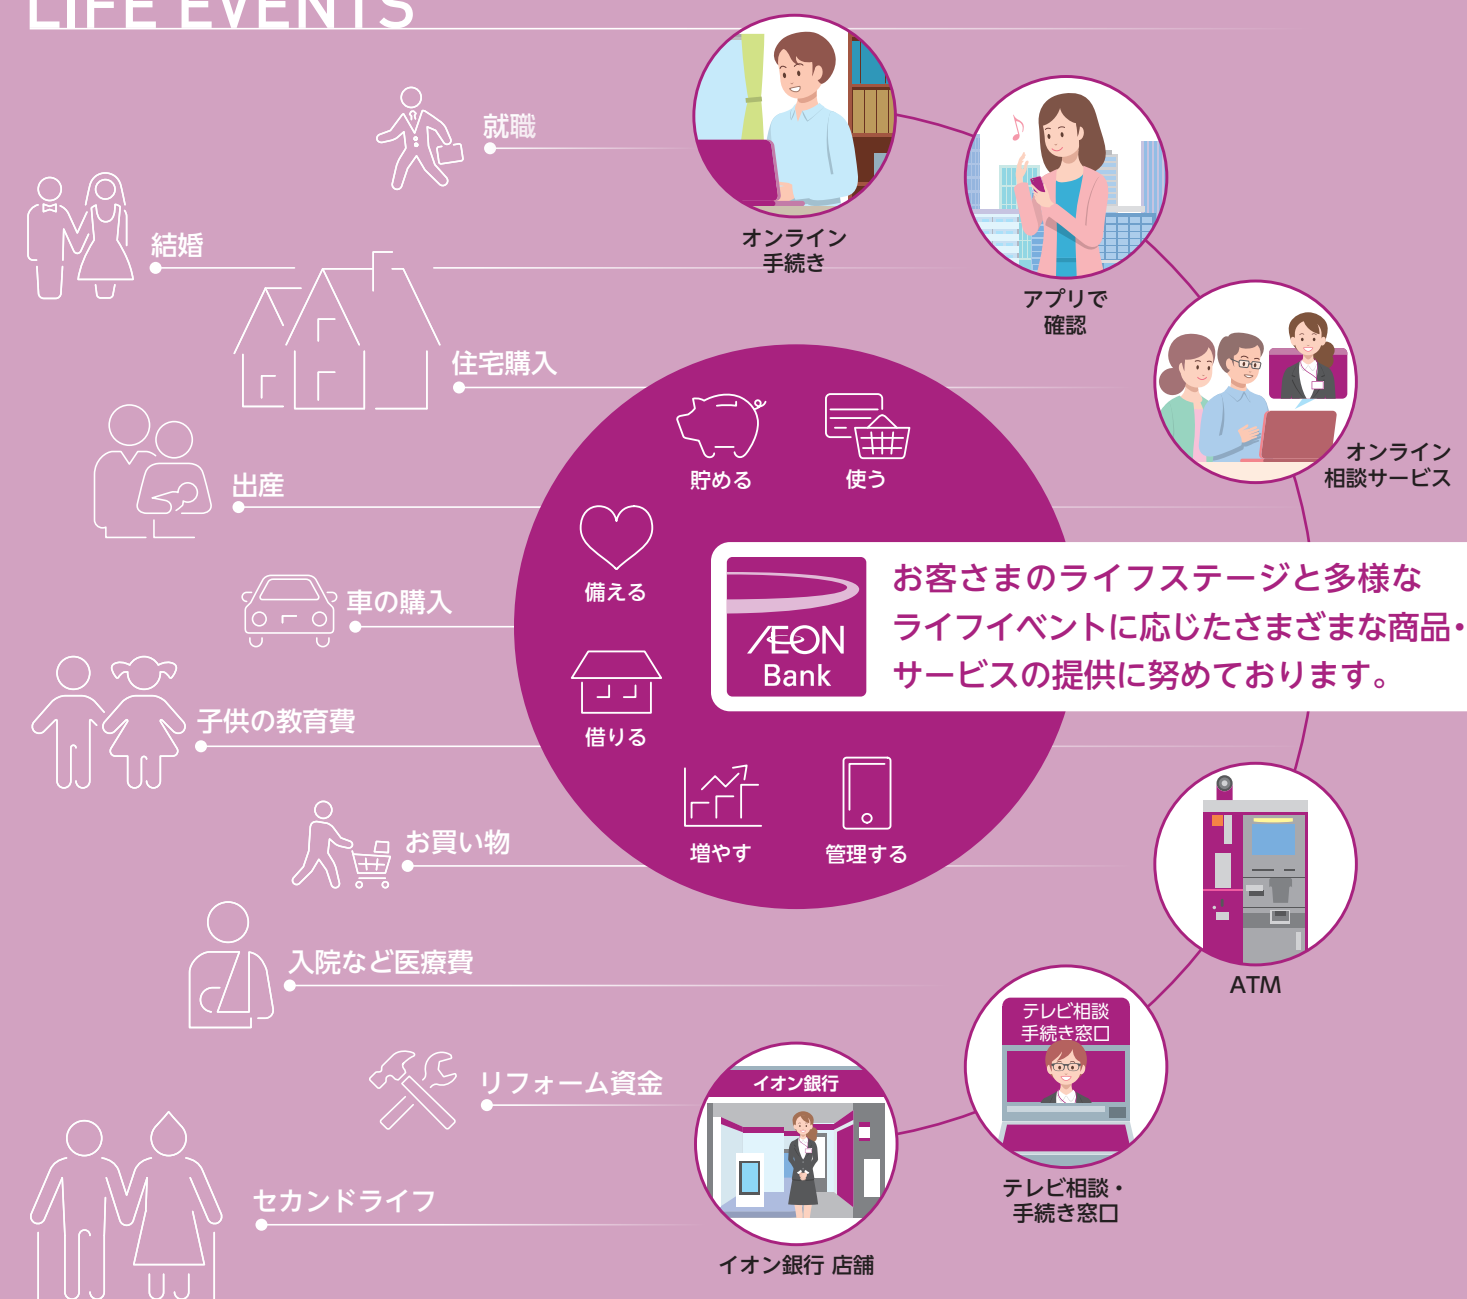 LIFE EVENTS
就職
結婚
住宅購入
出産
車の購入
子供の教育費
お買い物
入院など医療費
リフォーム資金
セカンドライフ
貯める
使う
備える
借りる
増やす
管理する
AEON
Bank
お客さまのライフステージと多様な
ライフイベントに応じたさまざまな商品・
サービスの提供に努めております。
オンライン
手続き
アプリで
確認
オンライン
相談サービス
ATM
テレビ相談
手続き窓口
テレビ相談・
手続き窓口
イオン銀行
イオン銀行 店舗